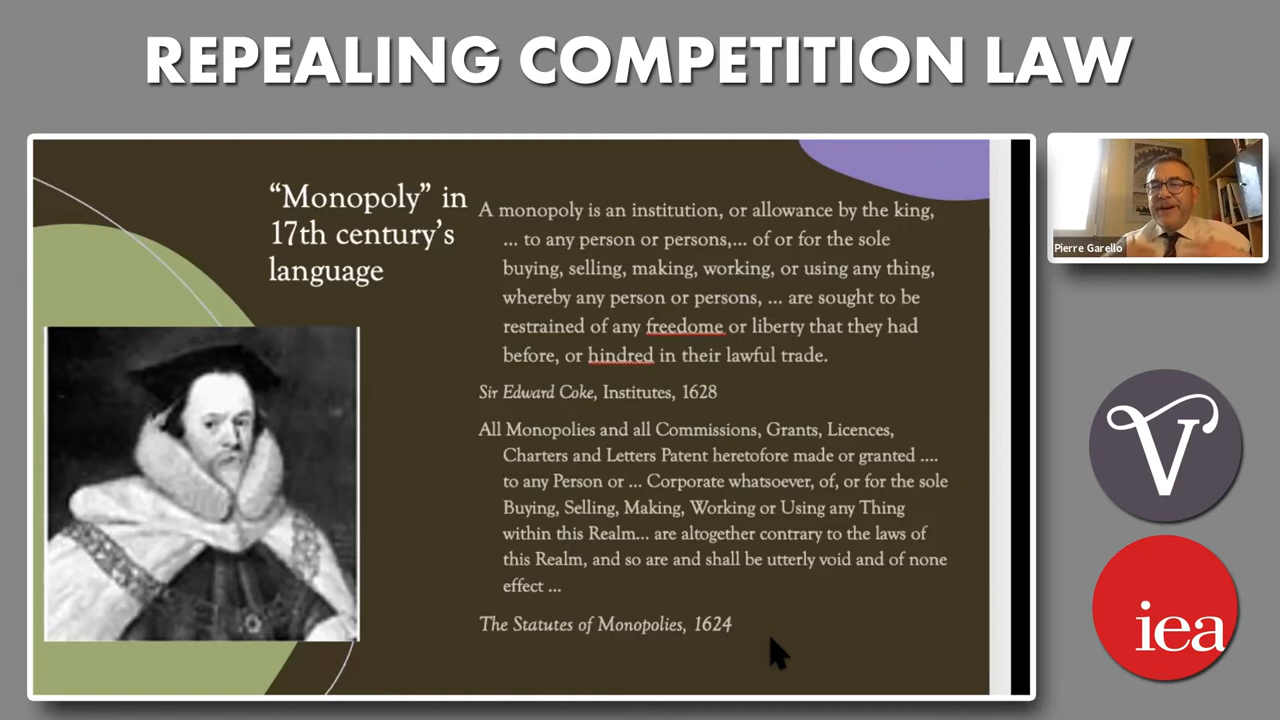 REPEALING COMPETITION LAW
“Monopoly” in
17th century’s
language
A monopoly is an institution, or allowance by the king,
... to any person or persons,... of or for the sole
buying, selling, making, working, or using any thing,
whereby any person or persons, ... are sought to be
restrained of any freedome or liberty that they had
before, or hindred in their lawful trade.
Sir Edward Coke, Institutes, 1628
All Monopolies and all Commissions, Grants, Licences,
Charters and Letters Patent heretofore made or granted ....
to any Person or ... Corporate whatsoever, of, or for the sole
Buying, Selling, Making, Working or Using any Thing
within this Realm... are altogether contrary to the laws of
this Realm, and so are and shall be utterly void and of none
effect ...
The Statutes of Monopolies, 1624
Pierre Garello
V
iea